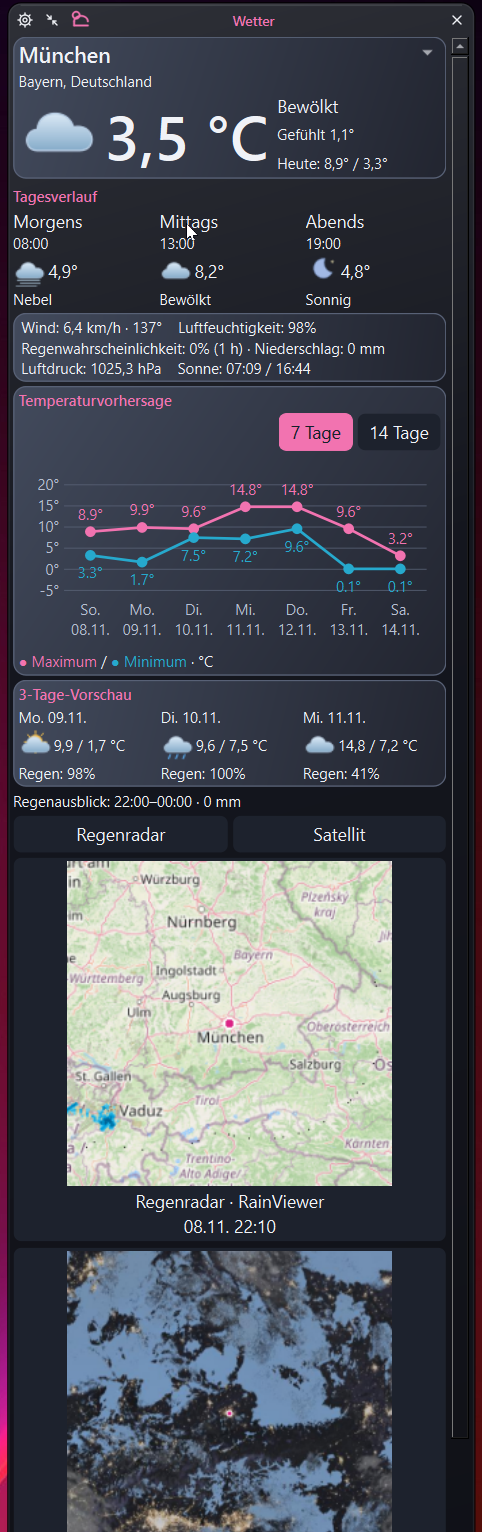 Wetter
München
Bayern, Deutschland
3,5 °C
Bewölkt
Gefühlt 1,1°
Heute: 8,9° / 3,3°
Tagesverlauf
Morgens Mittags Abends
08:00 13:00 19:00
4,9° 8,2° 4,8°
Nebel Bewölkt Sonnig
Wind: 6,4 km/h · 137° Luftfeuchtigkeit: 98%
Regenwahrscheinlichkeit: 0% (1 h) · Niederschlag: 0 mm
Luftdruck: 1025,3 hPa Sonne: 07:09 / 16:44
Temperaturvorhersage
7 Tage 14 Tage
20°
15°
10°
5°
0°
-5°
8.9° 9.9° 9.6° 14.8° 14.8° 9.6° 3.2°
3.3° 1.7° 7.5° 7.2° 9.6° 0.1° 0.1°
So. Mo. Di. Mi. Do. Fr. Sa.
08.11. 09.11. 10.11. 11.11. 12.11. 13.11. 14.11.
● Maximum / ● Minimum · °C
3-Tage-Vorschau
Mo. 09.11. Di. 10.11. Mi. 11.11.
9,9 / 1,7 °C 9,6 / 7,5 °C 14,8 / 7,2 °C
Regen: 98% Regen: 100% Regen: 41%
Regenausblick: 22:00–00:00 · 0 mm
Regenradar Satellit
Würzburg
Plzeňský
kraj
Nürnberg
Bayern
Württemberg
Ingolstadt
Augsburg
Ulm
München
Oberösterreich
Salzburg
St. Gallen
Vaduz
Tirol
Kärnten
Trentino-
Alto Adige/
Regenradar · RainViewer
08.11. 22:10